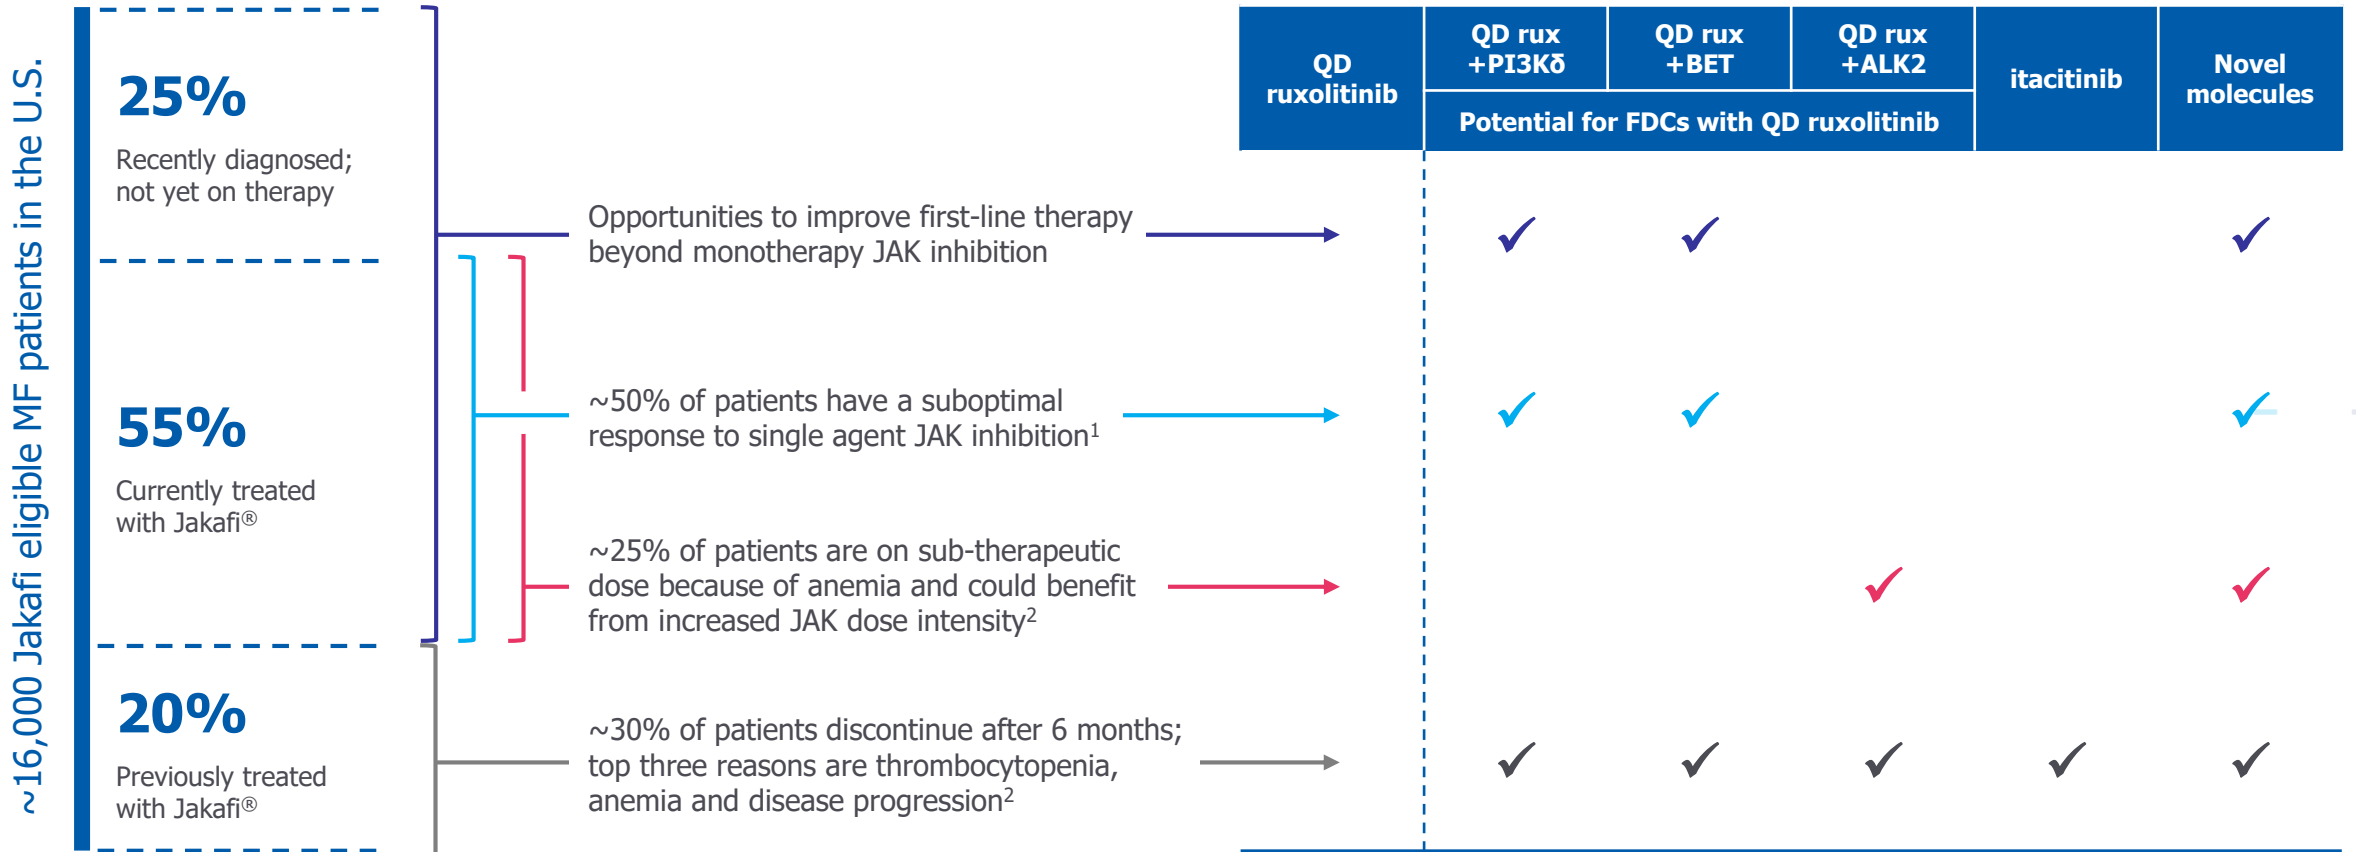 ~16,000 Jakafi eligible MF patients in the U.S.
25%
Recently diagnosed;
not yet on therapy
55%
Currently treated
with Jakafi®
20%
Previously treated
with Jakafi®
Opportunities to improve first-line therapy
beyond monotherapy JAK inhibition
~50% of patients have a suboptimal
response to single agent JAK inhibition1
~25% of patients are on sub-therapeutic
dose because of anemia and could benefit
from increased JAK dose intensity2
~30% of patients discontinue after 6 months;
top three reasons are thrombocytopenia,
anemia and disease progression2
QD
ruxolitinib
QD rux
+PI3Kδ
QD rux
+BET
QD rux
+ALK2
Potential for FDCs with QD ruxolitinib
itacitinib
Novel
molecules